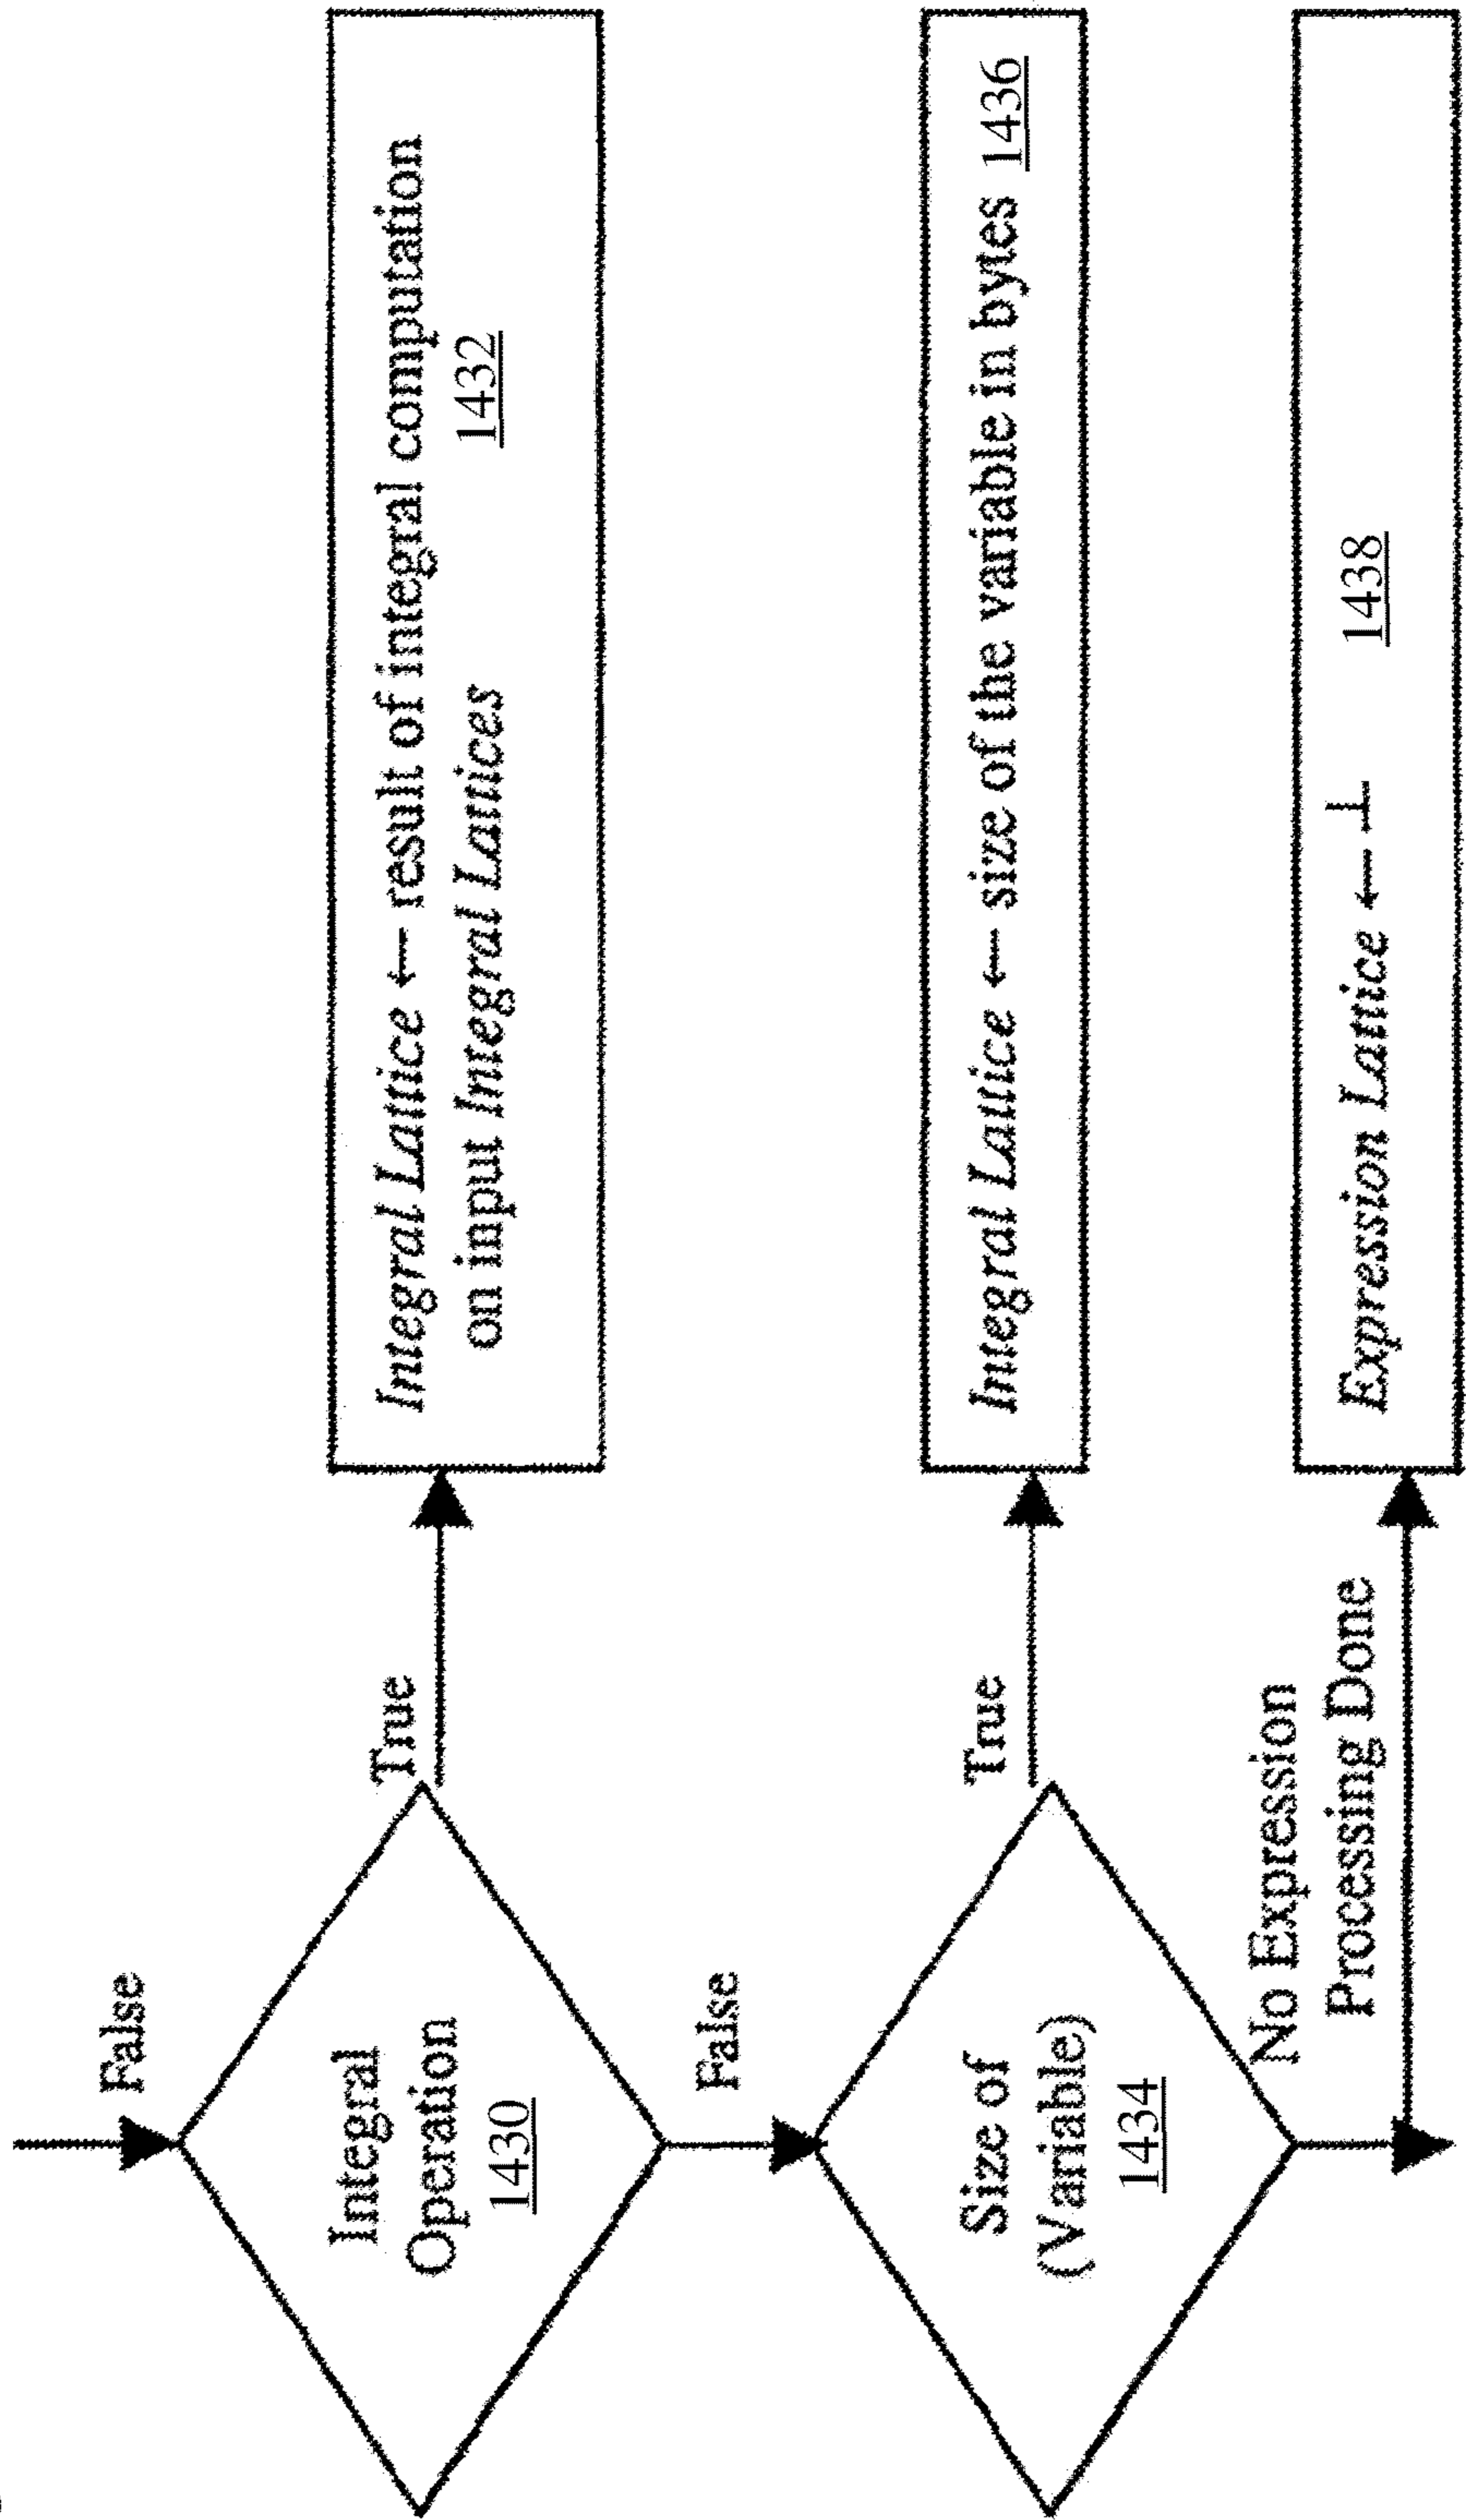 False
Integral
Operation
1430
True
Integral Lattice ← result of integral computation
on input Integral Lattices 1432
False
Size of
(Variable)
1434
True
Integral Lattice ← size of the variable in bytes 1436
No Expression
Processing Done
Expression Lattice ← ⊥ 1438